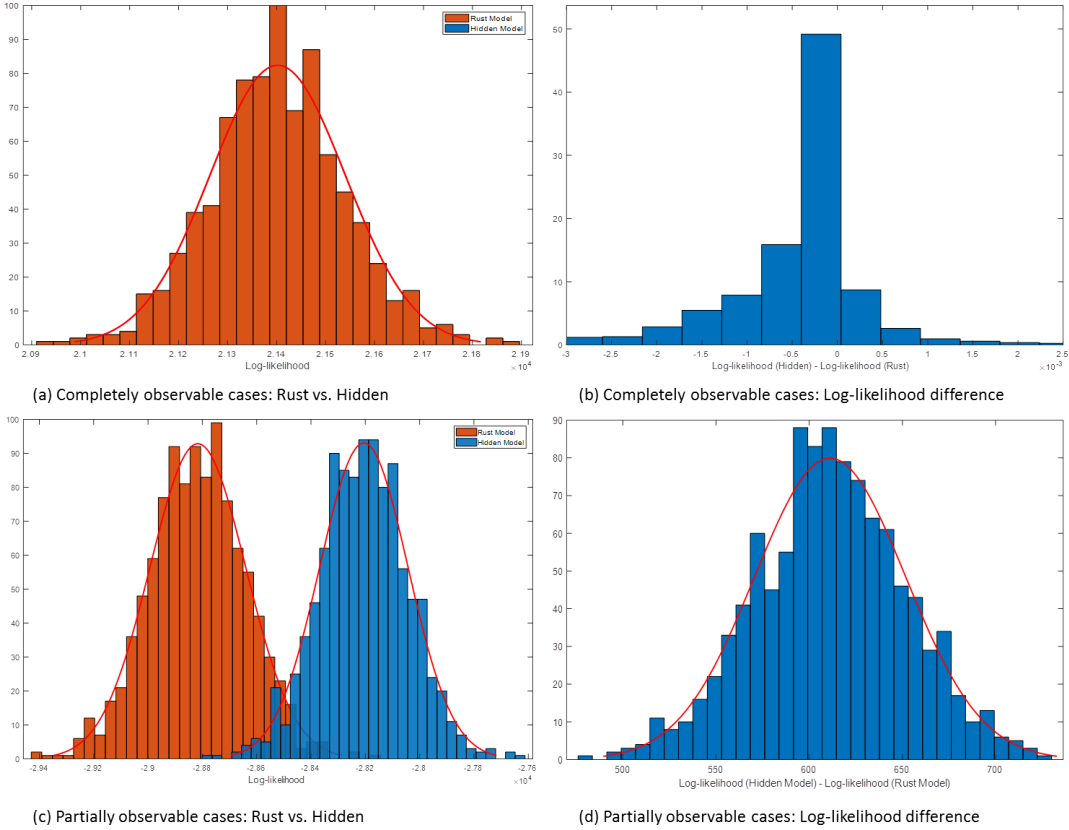 100
90
80
70
60
50
40
30
20
10
0
Rust Model
Hidden Model
2.09 2.1 2.11 2.12 2.13 2.14 2.15 2.16 2.17 2.18 2.19
Log-likelihood
×10⁴
(a) Completely observable cases: Rust vs. Hidden
50
40
30
20
10
0
-3 -2.5 -2 -1.5 -1 -0.5 0 0.5 1 1.5 2 2.5
Log-likelihood (Hidden) - Log-likelihood (Rust)
×10⁻³
(b) Completely observable cases: Log-likelihood difference
100
90
80
70
60
50
40
30
20
10
0
Rust Model
Hidden Model
-2.94 -2.92 -2.9 -2.88 -2.86 -2.84 -2.82 -2.8 -2.78 -2.76
Log-likelihood
×10⁴
(c) Partially observable cases: Rust vs. Hidden
90
80
70
60
50
40
30
20
10
0
500 550 600 650 700
Log-likelihood (Hidden Model) - Log-likelihood (Rust Model)
(d) Partially observable cases: Log-likelihood difference